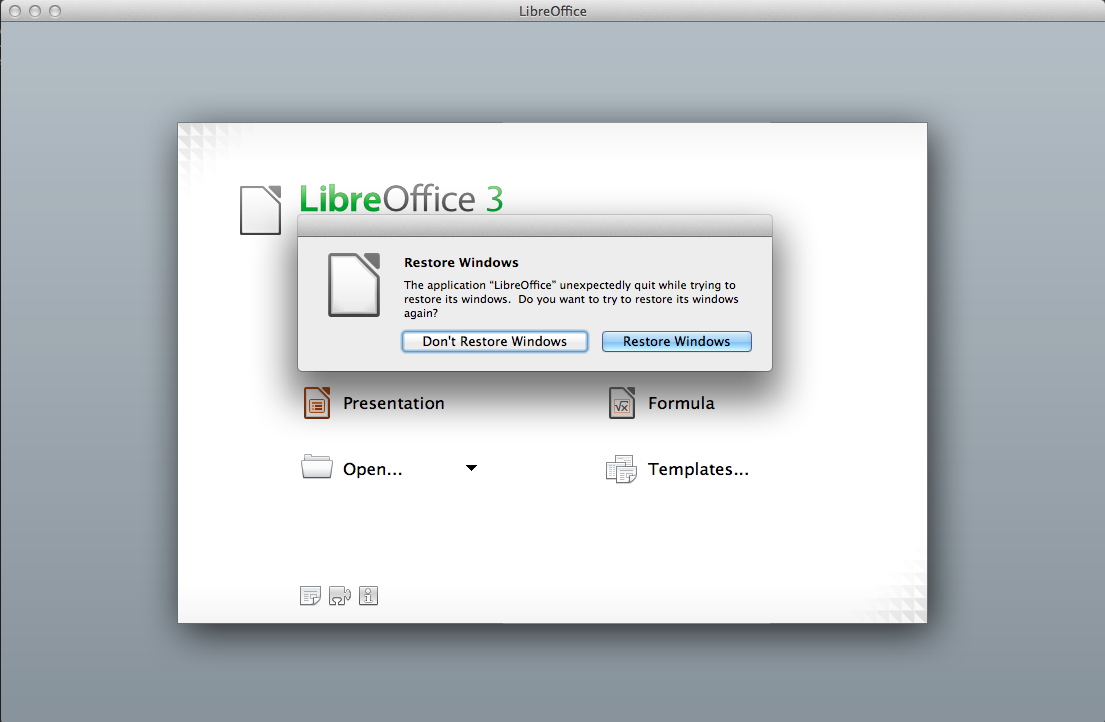 LibreOffice
LibreOffice 3
Restore Windows
The application “LibreOffice” unexpectedly quit while trying to
restore its windows.  Do you want to try to restore its windows
again?
Don't Restore Windows
Restore Windows
Presentation
Formula
Open...
Templates...